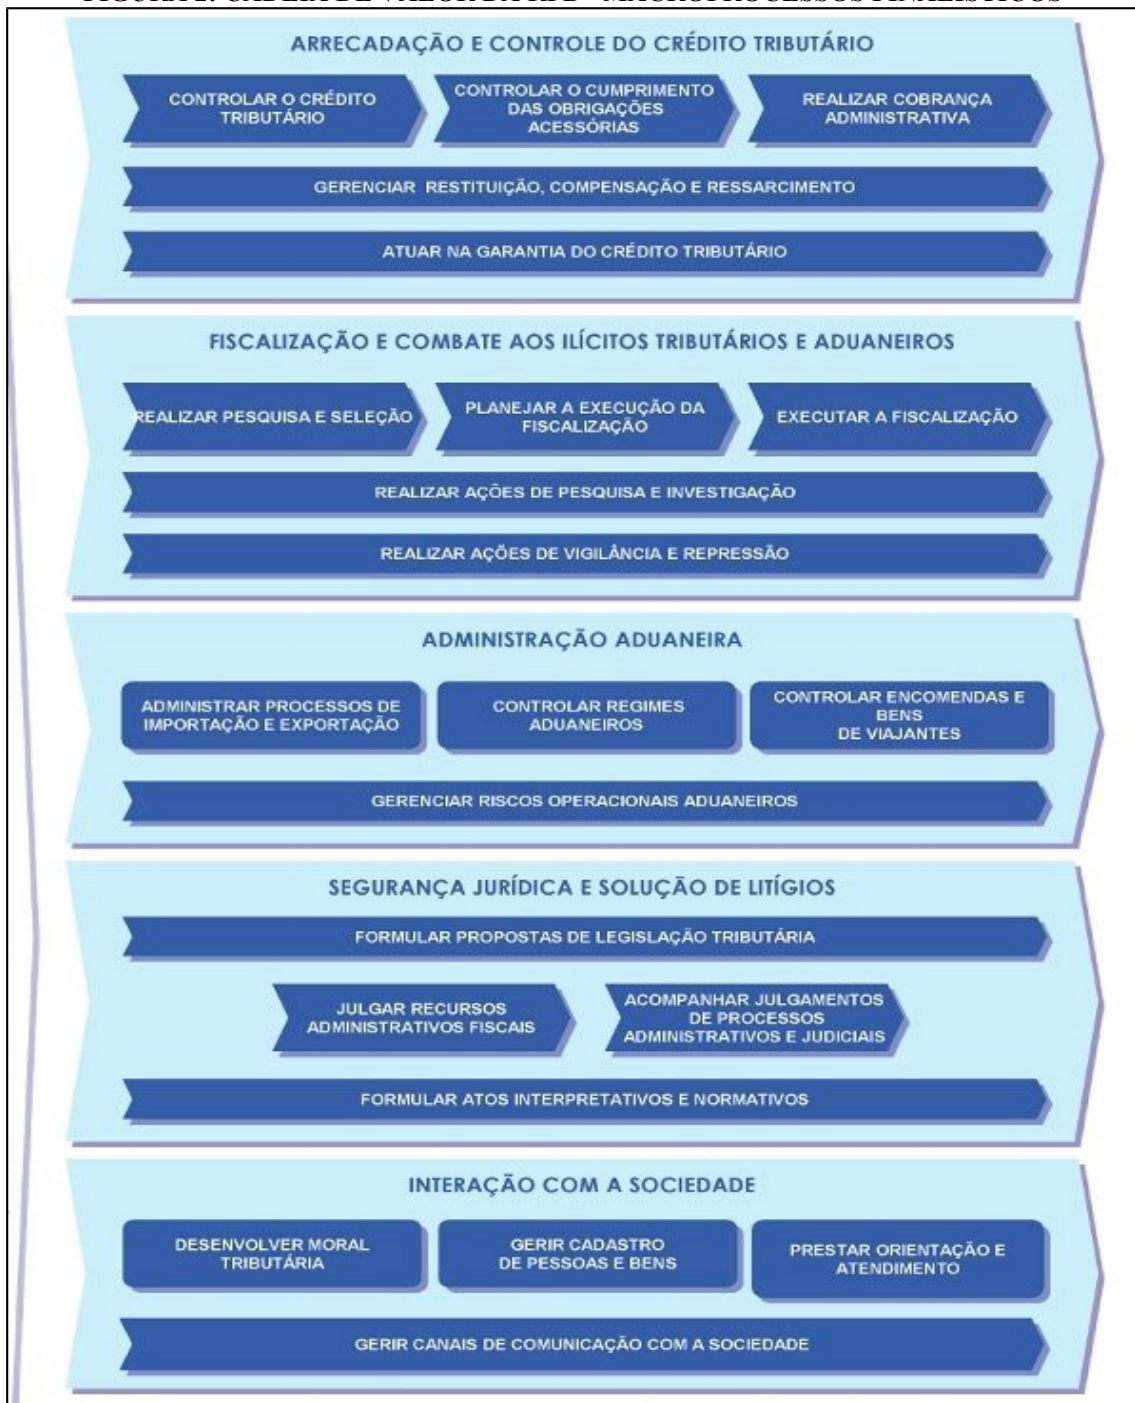 ARRECADAÇÃO E CONTROLE DO CRÉDITO TRIBUTÁRIO
CONTROLAR O CRÉDITO
TRIBUTÁRIO
CONTROLAR O CUMPRIMENTO
DAS OBRIGAÇÕES
ACESSÓRIAS
REALIZAR COBRANÇA
ADMINISTRATIVA
GERENCIAR RESTITUIÇÃO, COMPENSAÇÃO E RESSARCIMENTO
ATUAR NA GARANTIA DO CRÉDITO TRIBUTÁRIO
FISCALIZAÇÃO E COMBATE AOS ILÍCITOS TRIBUTÁRIOS E ADUANEIROS
REALIZAR PESQUISA E SELEÇÃO
PLANEJAR A EXECUÇÃO DA
FISCALIZAÇÃO
EXECUTAR A FISCALIZAÇÃO
REALIZAR AÇÕES DE PESQUISA E INVESTIGAÇÃO
REALIZAR AÇÕES DE VIGILÂNCIA E REPRESSÃO
ADMINISTRAÇÃO ADUANEIRA
ADMINISTRAR PROCESSOS DE
IMPORTAÇÃO E EXPORTAÇÃO
CONTROLAR REGIMES
ADUANEIROS
CONTROLAR ENCOMENDAS E
BENS
DE VIAJANTES
GERENCIAR RISCOS OPERACIONAIS ADUANEIROS
SEGURANÇA JURÍDICA E SOLUÇÃO DE LITÍGIOS
FORMULAR PROPOSTAS DE LEGISLAÇÃO TRIBUTÁRIA
JULGAR RECURSOS
ADMINISTRATIVOS FISCAIS
ACOMPANHAR JULGAMENTOS
DE PROCESSOS
ADMINISTRATIVOS E JUDICIAIS
FORMULAR ATOS INTERPRETATIVOS E NORMATIVOS
INTERAÇÃO COM A SOCIEDADE
DESENVOLVER MORAL
TRIBUTÁRIA
GERIR CADASTRO
DE PESSOAS E BENS
PRESTAR ORIENTAÇÃO E
ATENDIMENTO
GERIR CANAIS DE COMUNICAÇÃO COM A SOCIEDADE